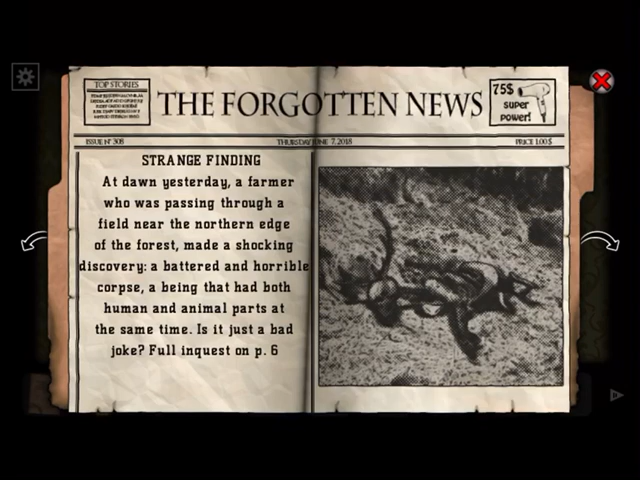 TOP STORIES
THE FORGOTTEN NEWS
75$
super
power!
ISSUE N° 308
THURSDAY JUNE 7, 2018
PRICE 1.00$
STRANGE FINDING
At dawn yesterday, a farmer
who was passing through a
field near the northern edge
of the forest, made a shocking
discovery: a battered and horrible
corpse, a being that had both
human and animal parts at
the same time. Is it just a bad
joke? Full inquest on p. 6